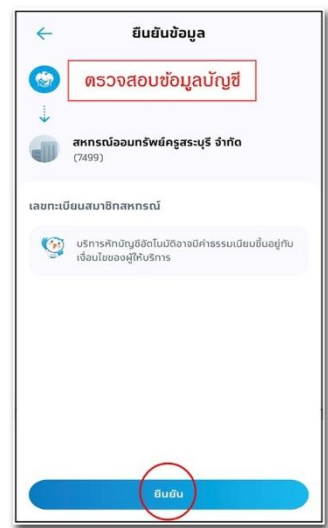 ยืนยันข้อมูล
ตรวจสอบข้อมูลบัญชี
สหกรณ์ออมทรัพย์ครูสระบุรี จำกัด
(7499)
เลขทะเบียนสมาชิกสหกรณ์
บริการหักบัญชีอัตโนมัติอาจมีค่าธรรมเนียมขึ้นอยู่กับ
เงื่อนไขของผู้ให้บริการ
ยืนยัน